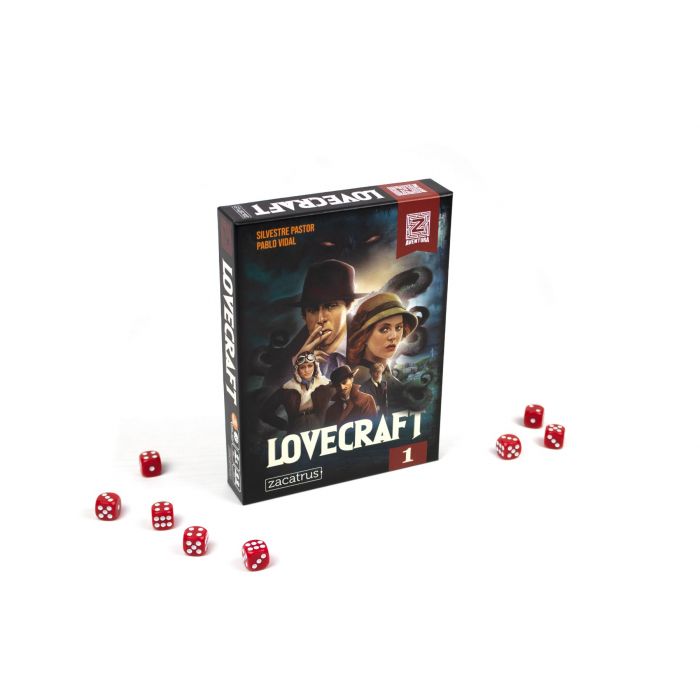 LOVECRAFT
Z
AVENTURA
SILVESTRE PASTOR
PABLO VIDAL
LOVECRAFT
LOVECRAFT
1
zacatrus